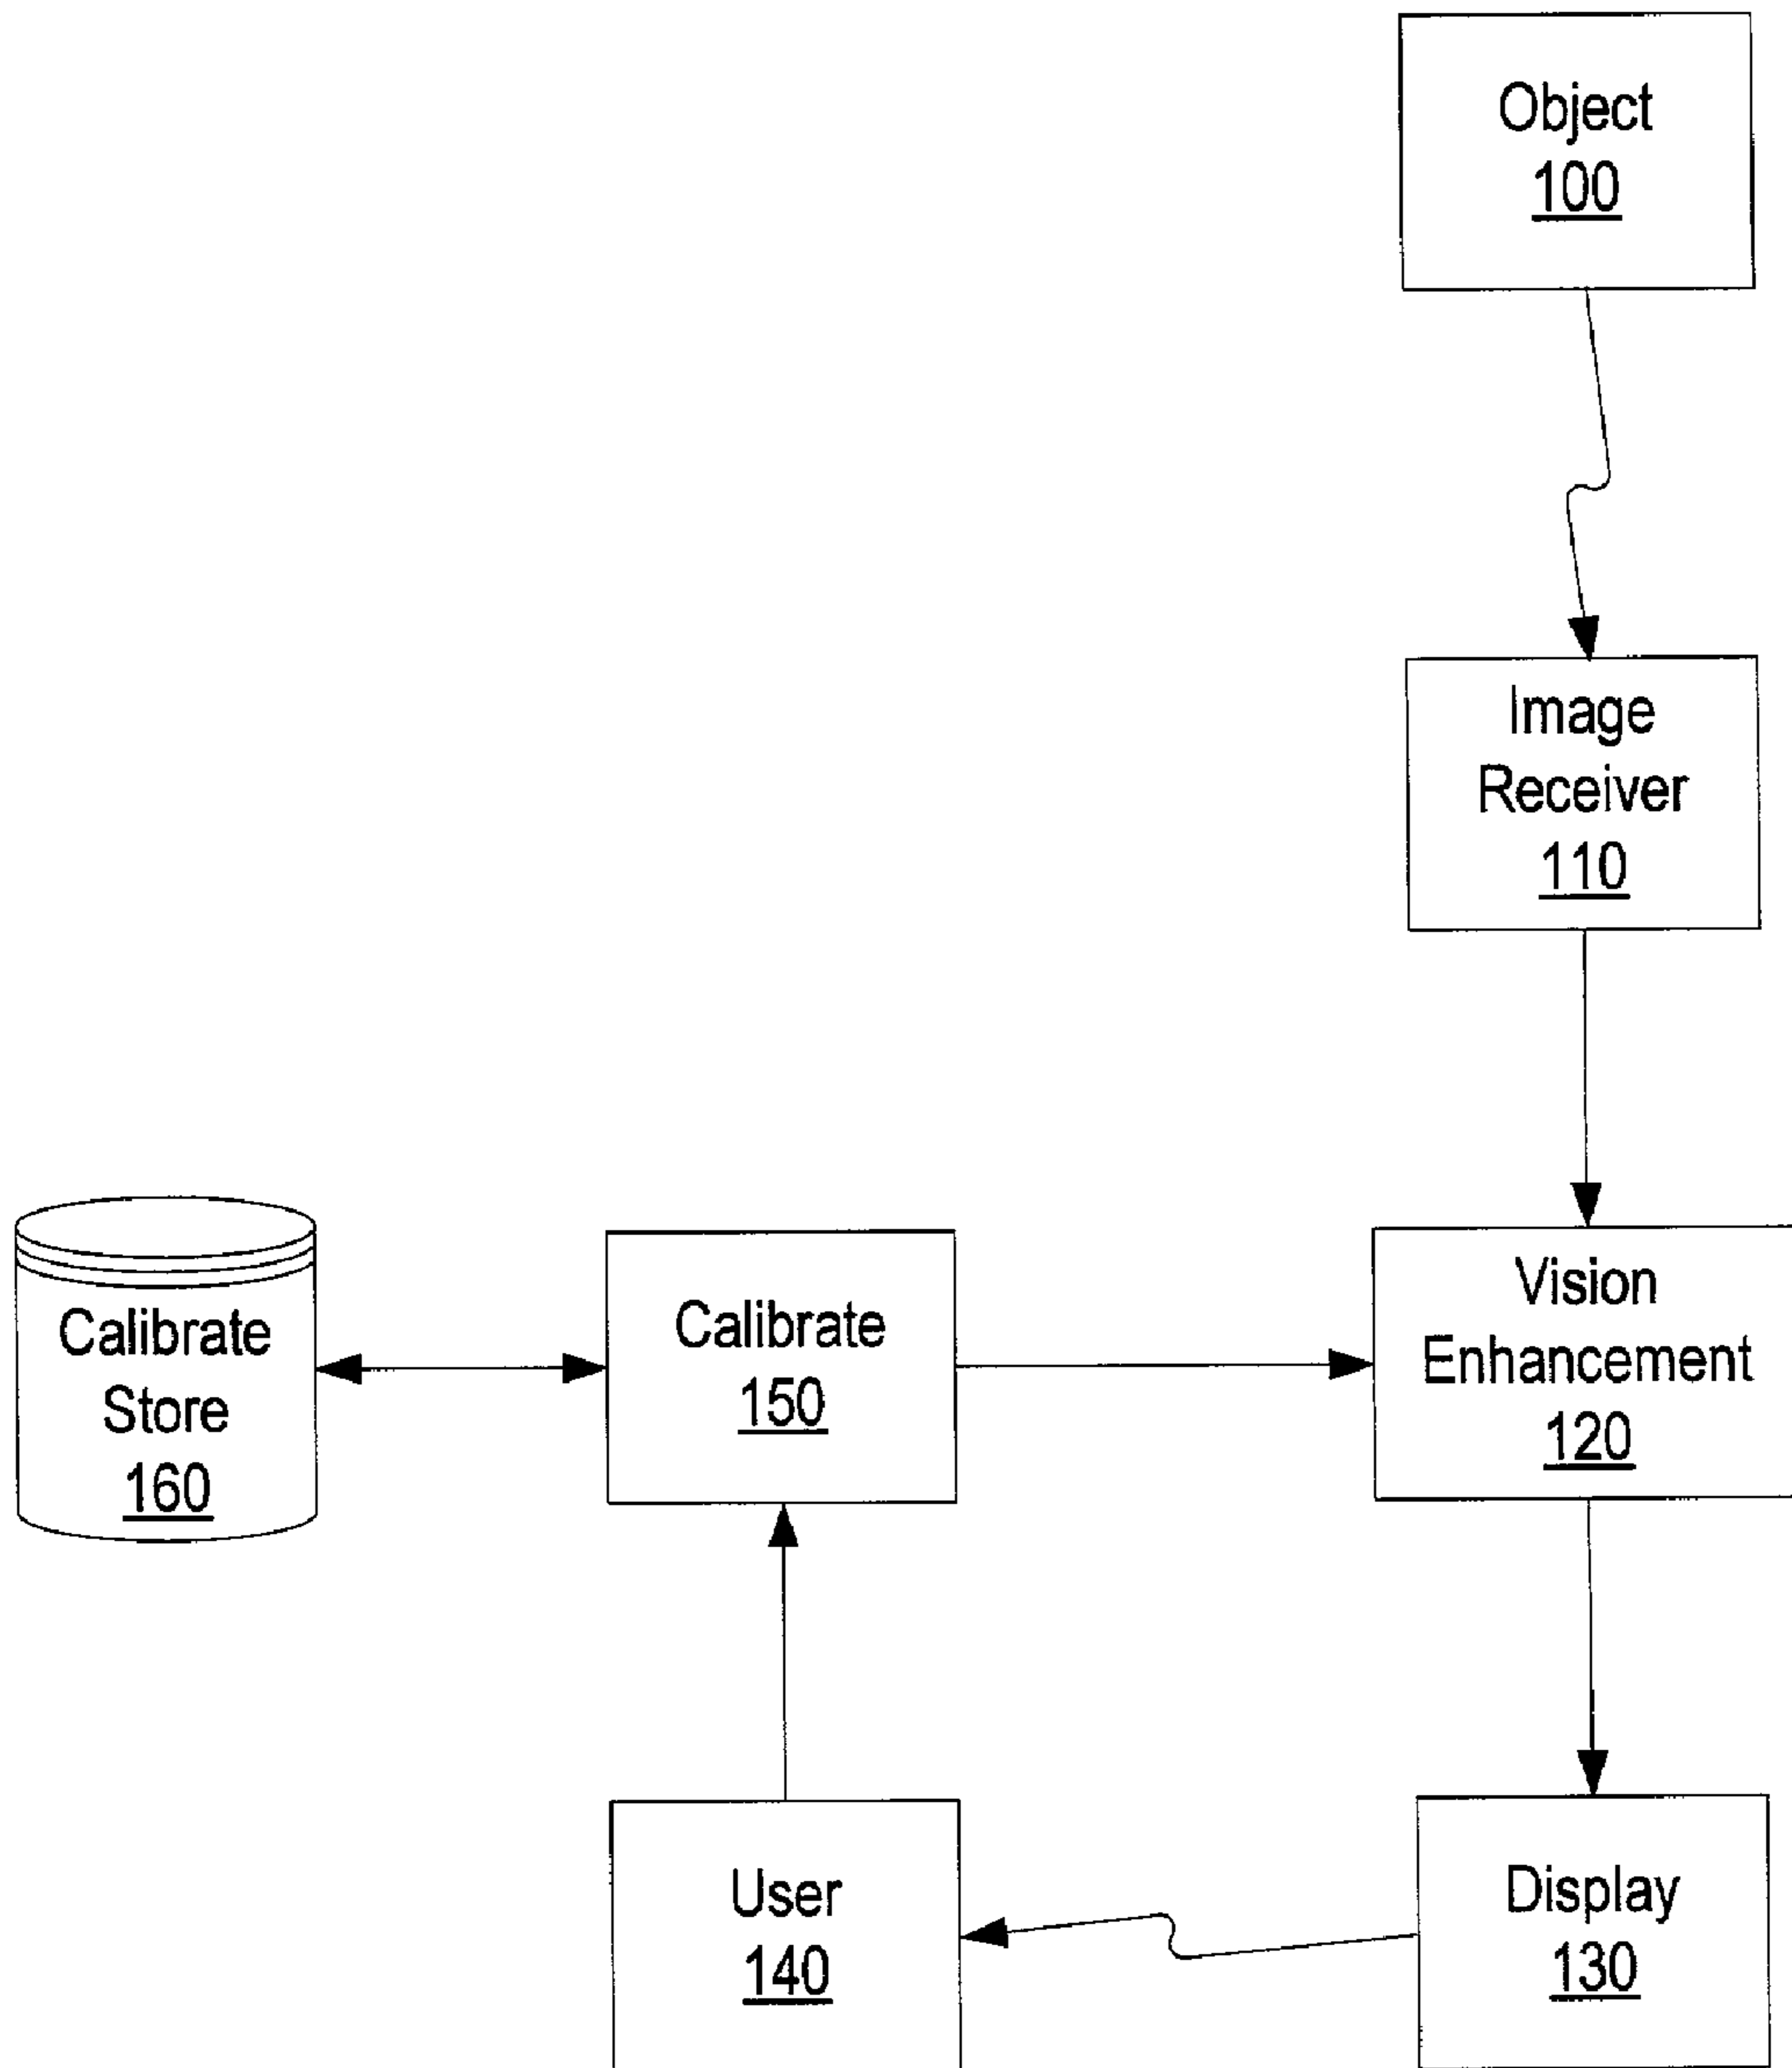 Object
100
Image
Receiver
110
Vision
Enhancement
120
Calibrate
150
Calibrate
Store
160
User
140
Display
130